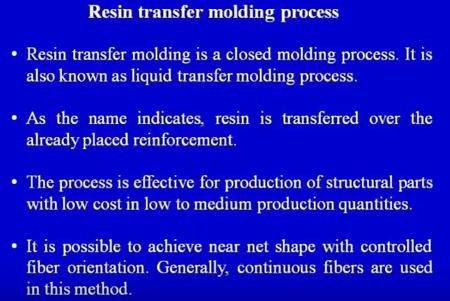 Resin transfer molding process
• Resin transfer molding is a closed molding process. It is
also known as liquid transfer molding process.
• As the name indicates, resin is transferred over the
already placed reinforcement.
• The process is effective for production of structural parts
with low cost in low to medium production quantities.
• It is possible to achieve near net shape with controlled
fiber orientation. Generally, continuous fibers are used
in this method.